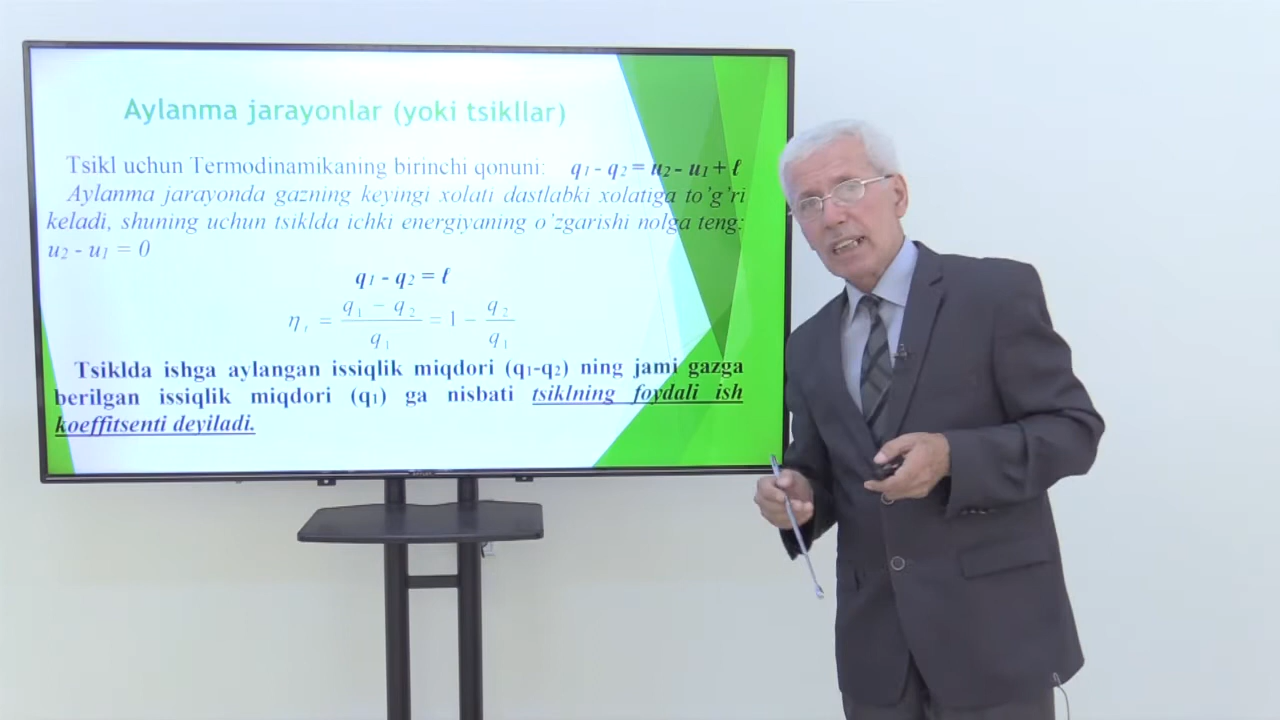 Aylanma jarayonlar (yoki tsikllar)
Tsikl uchun Termodinamikaning birinchi qonuni: q1 - q2 = u2 - u1 + ℓ
Aylanma jarayonda gazning keyingi xolati dastlabki xolatiga to’g’ri
keladi, shuning uchun tsiklda ichki energiyaning o’zgarishi nolga teng:
u2 - u1 = 0
q1 - q2 = ℓ
η t = (q1 − q2) / q1 = 1 − q2 / q1
Tsiklda ishga aylangan issiqlik miqdori (q1-q2) ning jami gazga
berilgan issiqlik miqdori (q1) ga nisbati tsiklning foydali ish
koeffitsenti deyiladi.